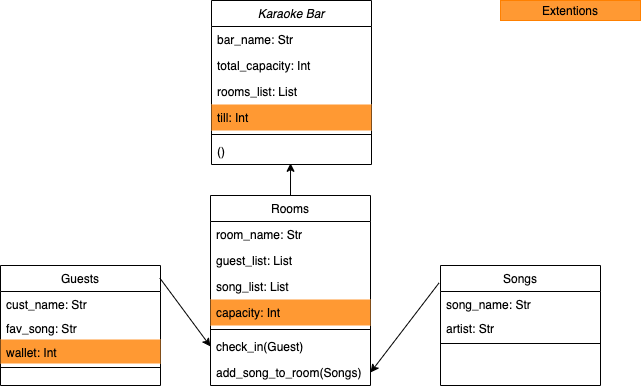 Karaoke Bar
bar_name: Str
total_capacity: Int
rooms_list: List
till: Int
()
Extentions
Rooms
room_name: Str
guest_list: List
song_list: List
capacity: Int
check_in(Guest)
add_song_to_room(Songs)
Guests
cust_name: Str
fav_song: Str
wallet: Int
Songs
song_name: Str
artist: Str